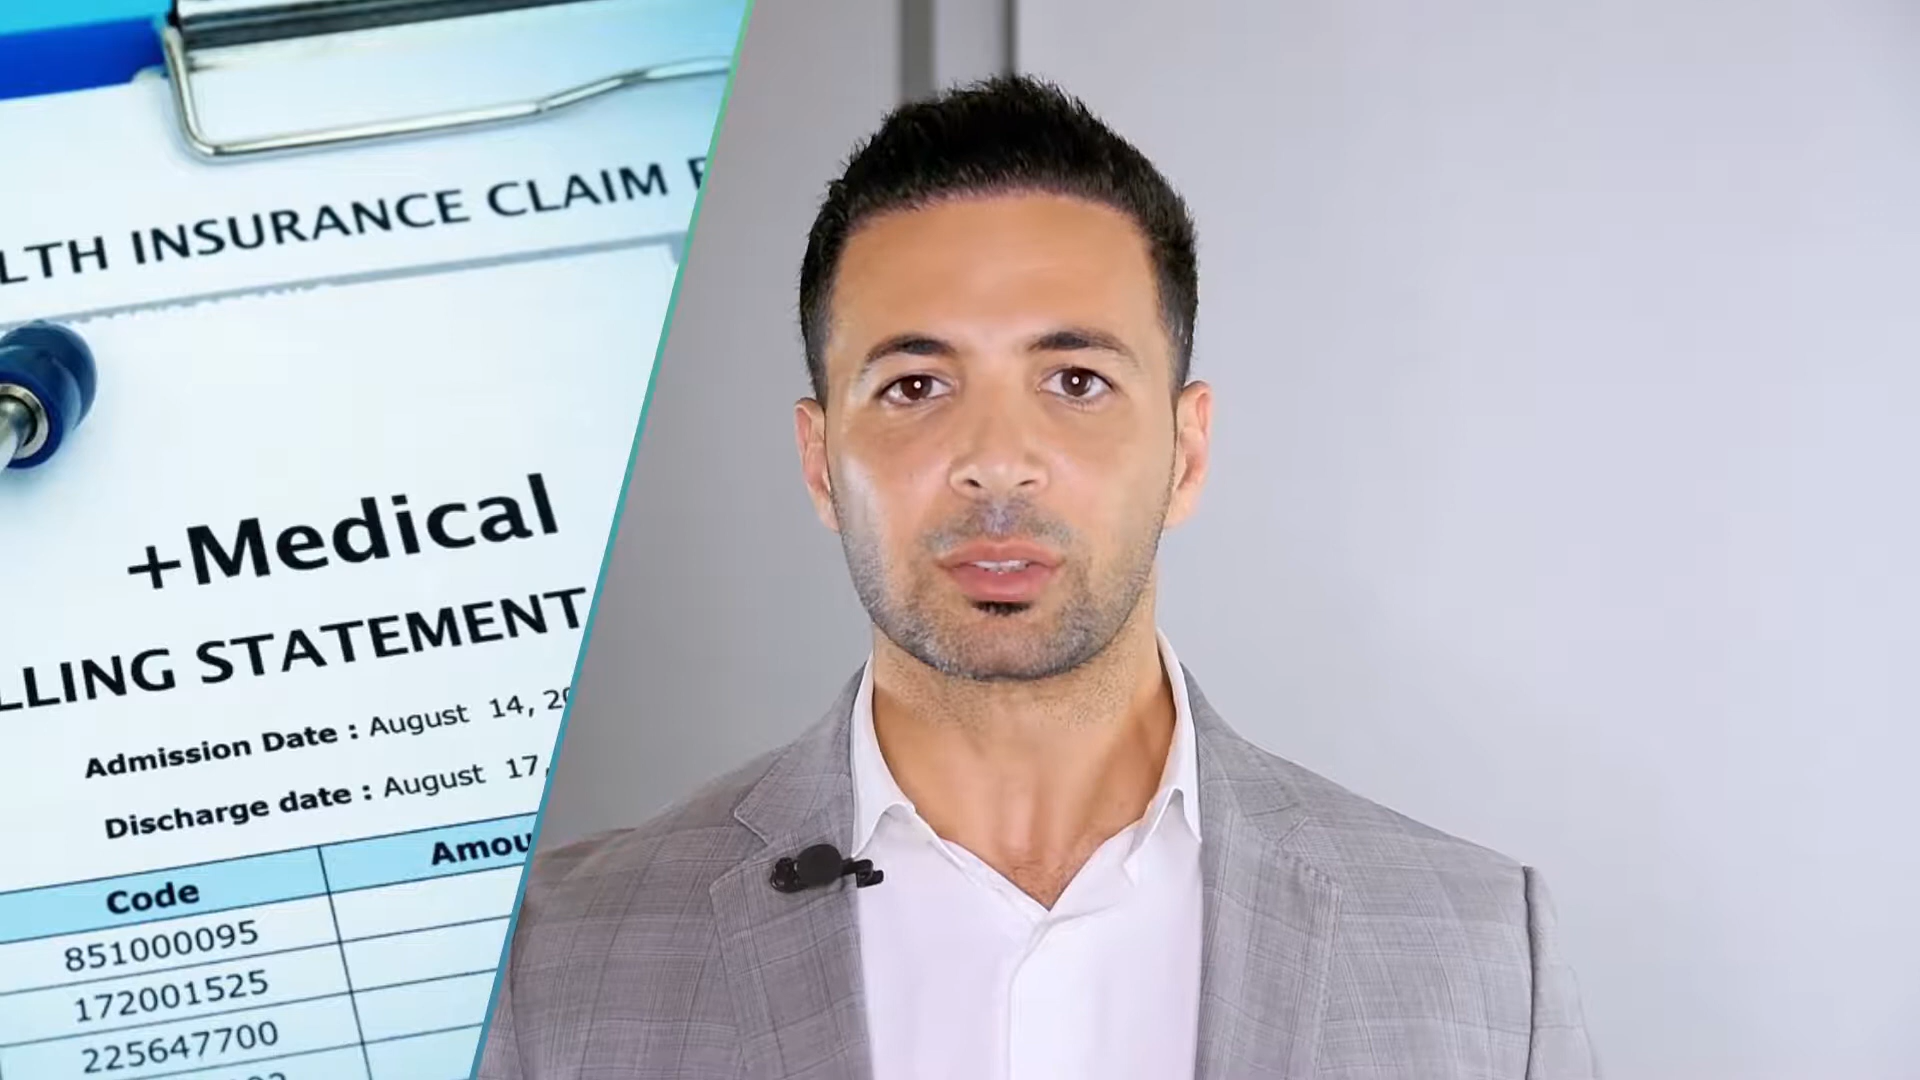 LTH INSURANCE CLAIM
+Medical
LLING STATEMENT
Admission Date : August 14, 20
Discharge date : August 17,
Code Amou
851000095
172001525
225647700